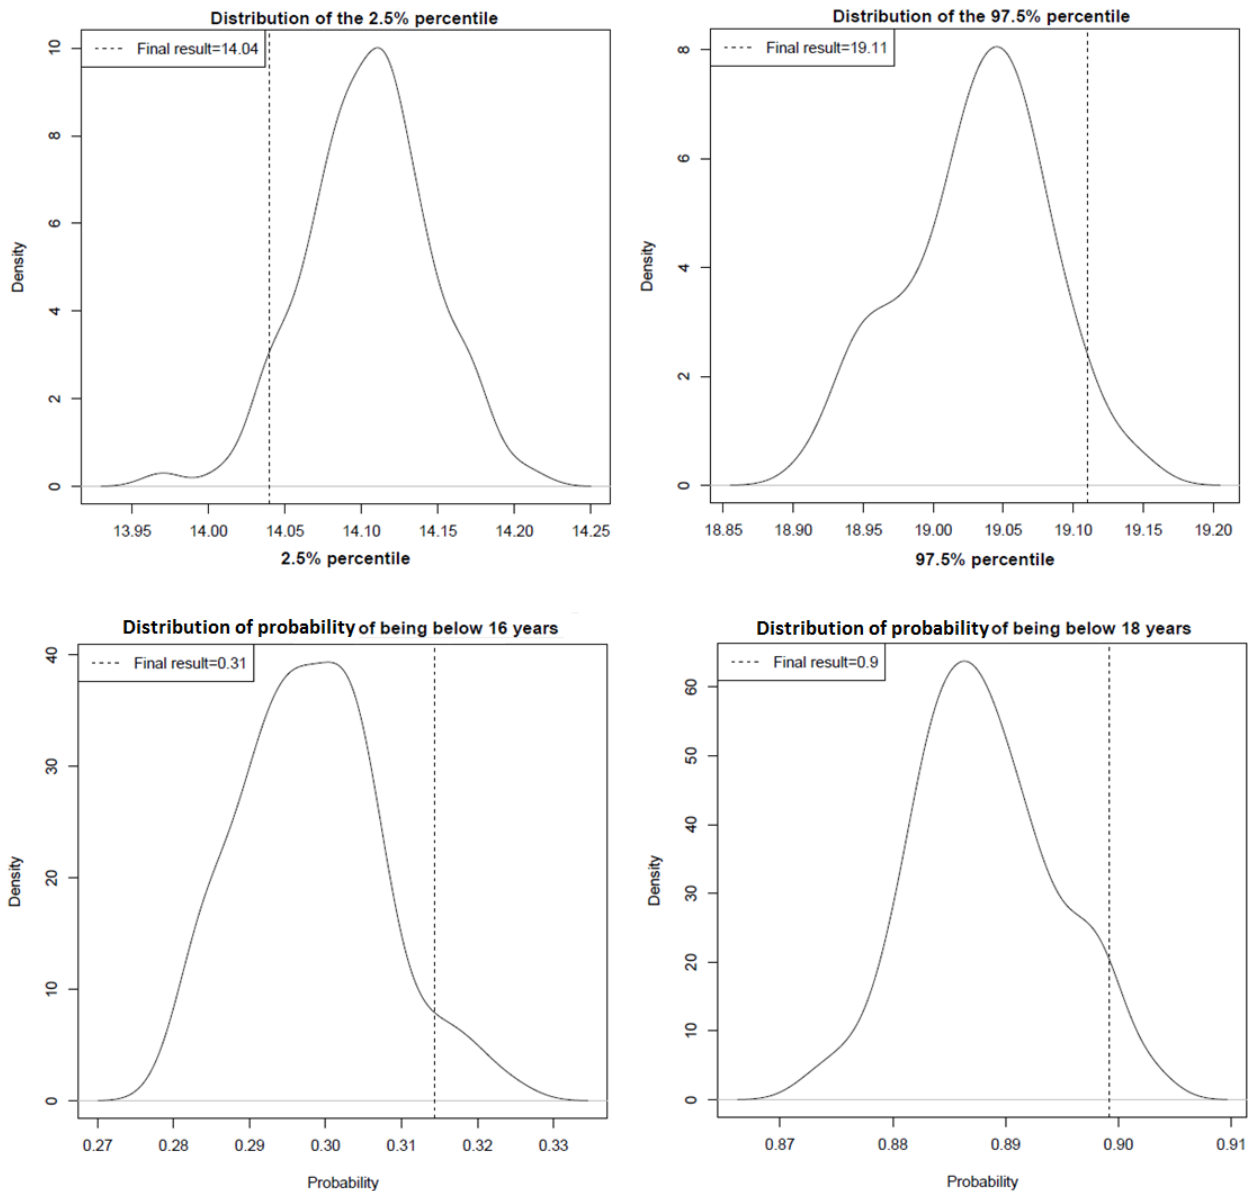 Distribution of the 2.5% percentile
Final result=14.04
10
8
6
4
2
0
Density
13.95 14.00 14.05 14.10 14.15 14.20 14.25
2.5% percentile
Distribution of the 97.5% percentile
Final result=19.11
8
6
4
2
0
Density
18.85 18.90 18.95 19.00 19.05 19.10 19.15 19.20
97.5% percentile
Distribution of probability of being below 16 years
Final result=0.31
40
30
20
10
0
Density
0.27 0.28 0.29 0.30 0.31 0.32 0.33
Probability
Distribution of probability of being below 18 years
Final result=0.9
60
50
40
30
20
10
0
Density
0.87 0.88 0.89 0.90 0.91
Probability